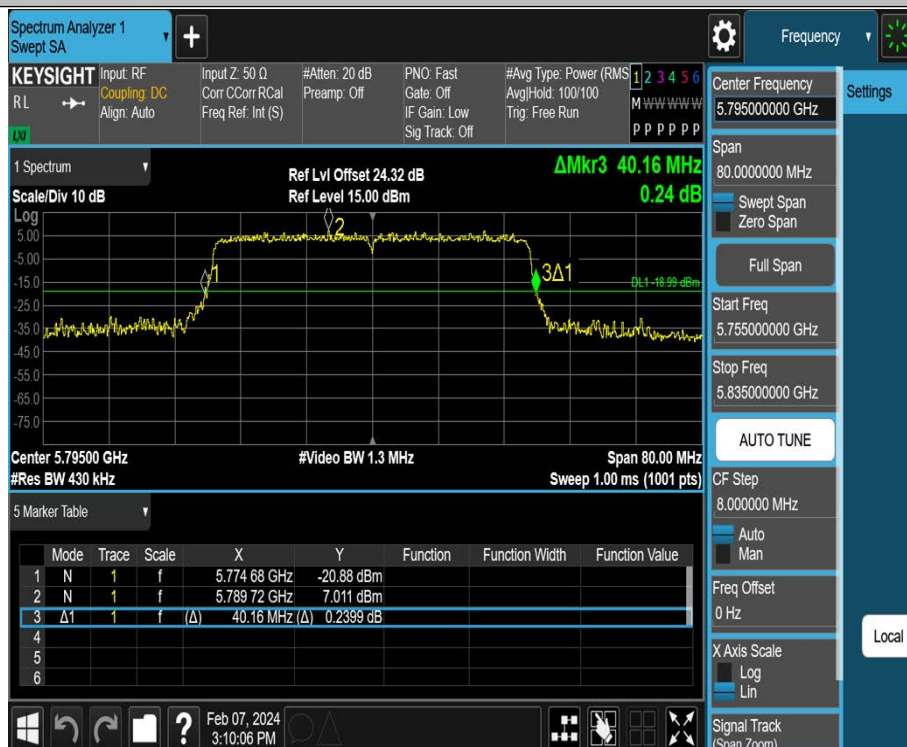 Spectrum Analyzer 1
Swept SA
Frequency
KEYSIGHT
RL
LXI
Input: RF
Coupling: DC
Align: Auto
Input Z: 50 Ω
Corr CCorr RCal
Freq Ref: Int (S)
#Atten: 20 dB
Preamp: Off
PNO: Fast
Gate: Off
IF Gain: Low
Sig Track: Off
#Avg Type: Power (RMS
Avg|Hold: 100/100
Trig: Free Run
1 2 3 4 5 6
M W W W W W
P P P P P P
1 Spectrum
Scale/Div 10 dB
Ref Lvl Offset 24.32 dB
Ref Level 15.00 dBm
ΔMkr3 40.16 MHz
0.24 dB
Log
5.00
-5.00
-15.0
-25.0
-35.0
-45.0
-55.0
-65.0
-75.0
1
2
3Δ1
DL1 -18.99 dBm
Center 5.79500 GHz
#Video BW 1.3 MHz
Span 80.00 MHz
#Res BW 430 kHz
Sweep 1.00 ms (1001 pts)
5 Marker Table
Mode Trace Scale X Y Function Function Width Function Value
1 N 1 f 5.774 68 GHz -20.88 dBm
2 N 1 f 5.789 72 GHz 7.011 dBm
3 Δ1 1 f (Δ) 40.16 MHz (Δ) 0.2399 dB
4
5
6
Feb 07, 2024
3:10:06 PM
Center Frequency
5.795000000 GHz
Settings
Span
80.0000000 MHz
Swept Span
Zero Span
Full Span
Start Freq
5.755000000 GHz
Stop Freq
5.835000000 GHz
AUTO TUNE
CF Step
8.000000 MHz
Auto
Man
Freq Offset
0 Hz
Local
X Axis Scale
Log
Lin
Signal Track
(Span Zoom)